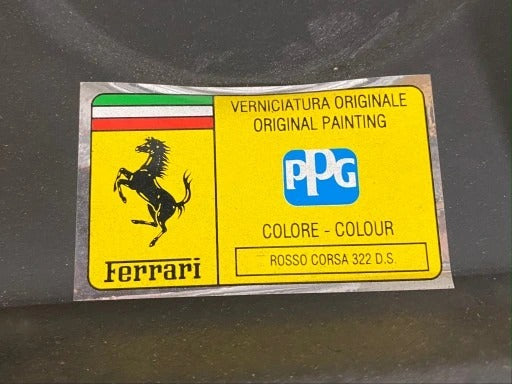 VERNICIATURA ORIGINALE
ORIGINAL PAINTING
PPG
COLORE - COLOUR
ROSSO CORSA 322 D.S.
Ferrari